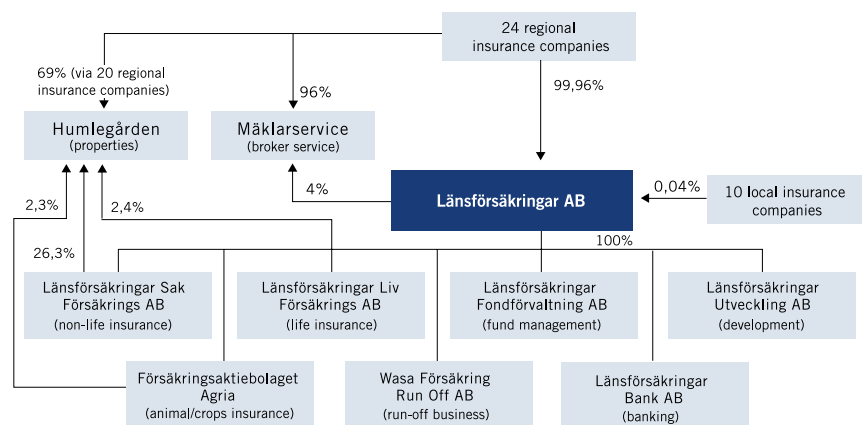 24 regional
insurance companies
69% (via 20 regional
insurance companies)
96%
99,96%
Humlegården
(properties)
Mäklarservice
(broker service)
4%
Länsförsäkringar AB
0,04%
10 local insurance
companies
2,3%
2,4%
26,3%
100%
Länsförsäkringar Sak
Försäkrings AB
(non-life insurance)
Länsförsäkringar Liv
Försäkrings AB
(life insurance)
Länsförsäkringar
Fondförvaltning AB
(fund management)
Länsförsäkringar
Utveckling AB
(development)
Försäkringsaktiebolaget
Agria
(animal/crops insurance)
Wasa Försäkring
Run Off AB
(run-off business)
Länsförsäkringar
Bank AB
(banking)